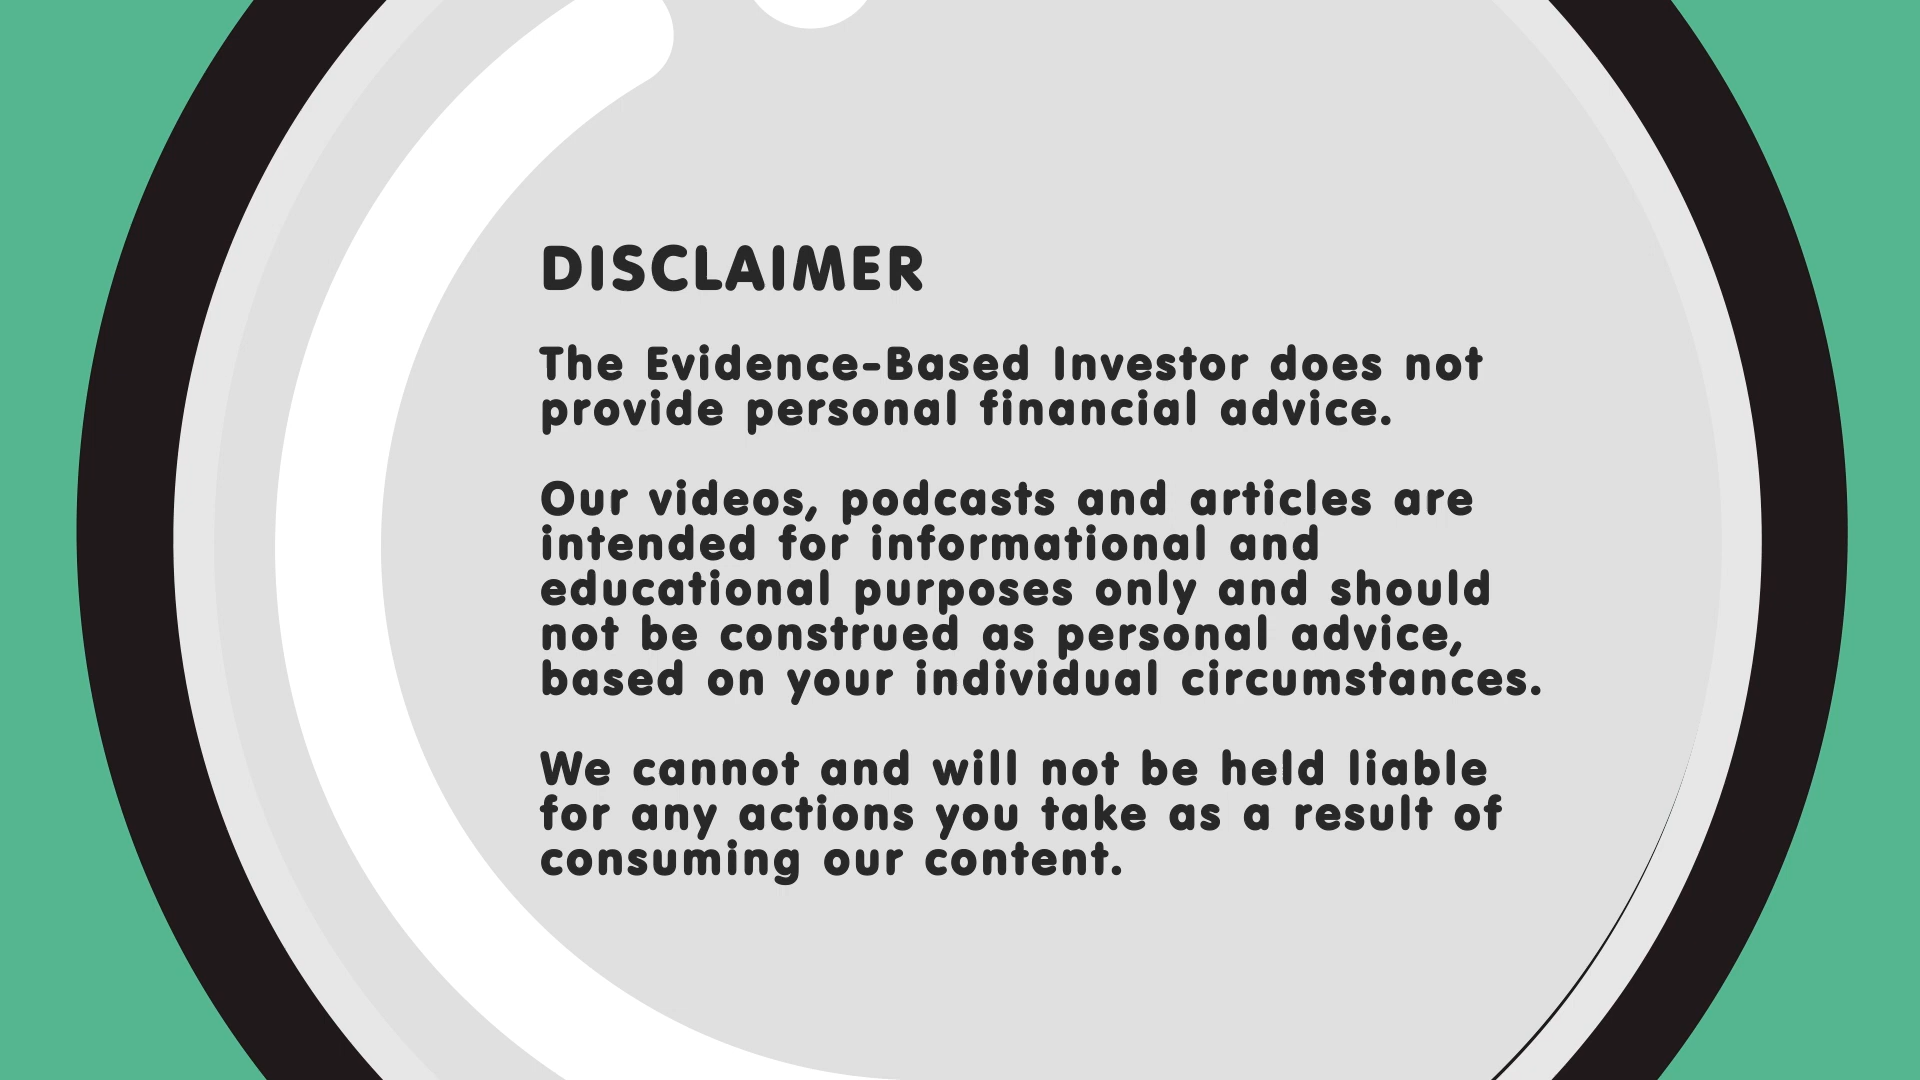 DISCLAIMER
The Evidence-Based Investor does not
provide personal financial advice.
Our videos, podcasts and articles are
intended for informational and
educational purposes only and should
not be construed as personal advice,
based on your individual circumstances.
We cannot and will not be held liable
for any actions you take as a result of
consuming our content.